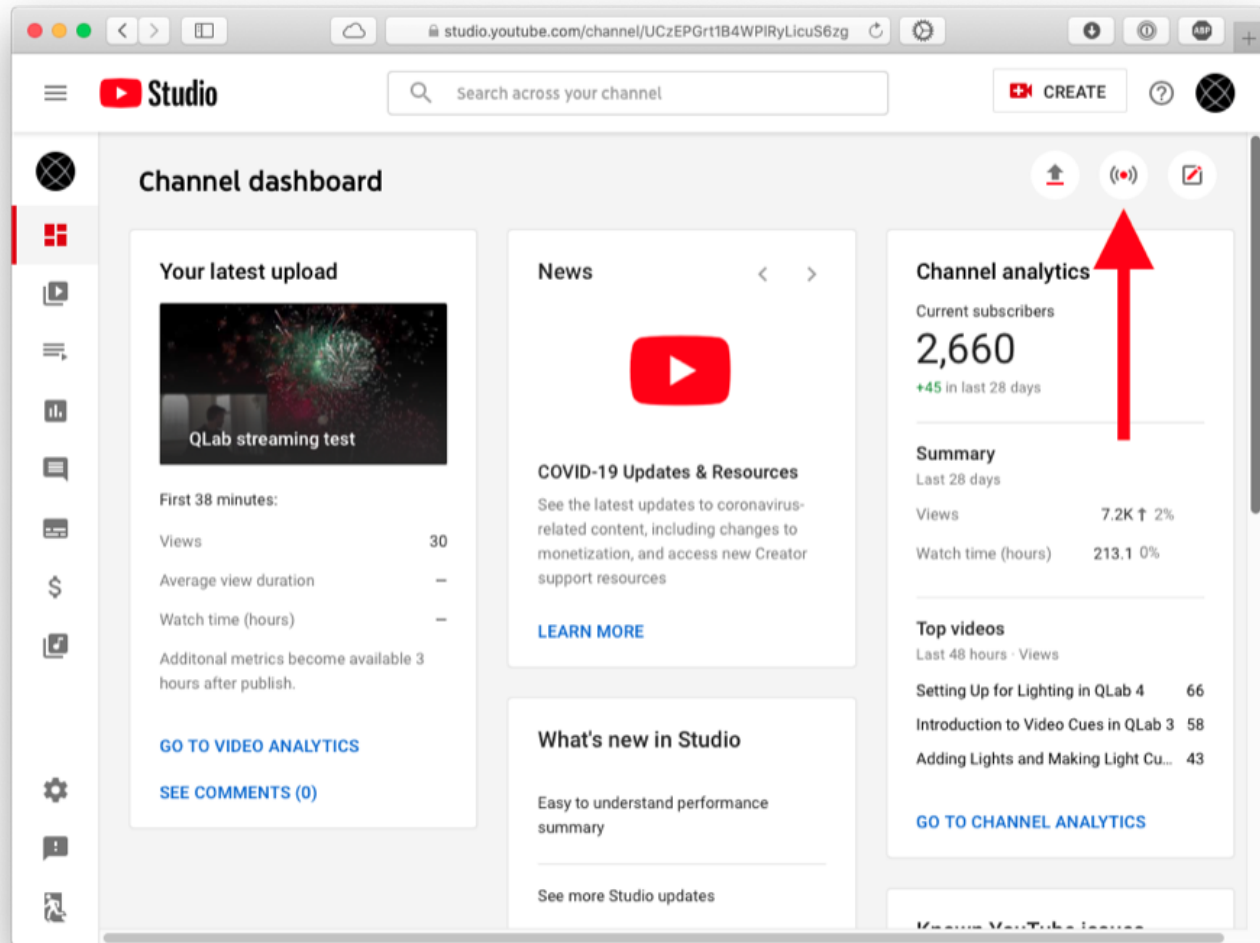 studio.youtube.com/channel/UCzEPGrt1B4WPlRyLicuS6zg
ABP
Studio
Search across your channel
CREATE
Channel dashboard
Your latest upload
QLab streaming test
First 38 minutes:
Views 30
Average view duration –
Watch time (hours) –
Additonal metrics become available 3
hours after publish.
GO TO VIDEO ANALYTICS
SEE COMMENTS (0)
News
COVID-19 Updates & Resources
See the latest updates to coronavirus-
related content, including changes to
monetization, and access new Creator
support resources
LEARN MORE
What's new in Studio
Easy to understand performance
summary
See more Studio updates
Channel analytics
Current subscribers
2,660
+45 in last 28 days
Summary
Last 28 days
Views 7.2K ↑ 2%
Watch time (hours) 213.1 0%
Top videos
Last 48 hours · Views
Setting Up for Lighting in QLab 4 66
Introduction to Video Cues in QLab 3 58
Adding Lights and Making Light Cu... 43
GO TO CHANNEL ANALYTICS
Known YouTube issues